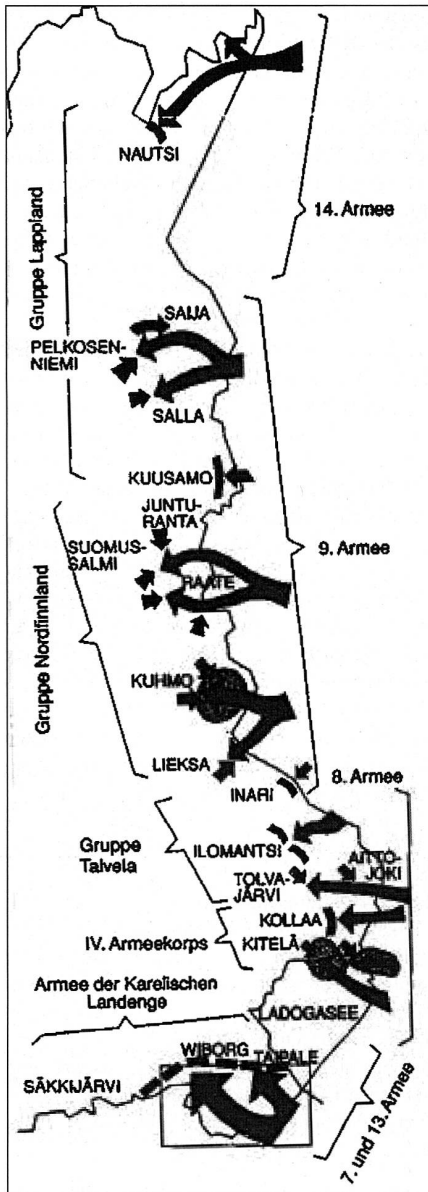 NAUTSI
14. Armee
Gruppe Lappland
SAIJA
PELKOSEN-
NIEMI
SALLA
KUUSAMO
JUNTU-
RANTA
SUOMUS-
SALMI
RAATE
9. Armee
Gruppe Nordfinnland
KUHMO
LIEKSA
INARI
8. Armee
Gruppe
Talvela
ILOMANTSI
AITTO-
JOKI
TOLVA-
JÄRVI
KOLLAA
IV. Armeekorps
KITELÄ
Armee der Karelischen
Landenge
LADOGASEE
WIBORG
TAIPALE
SÄKKIJÄRVI
7. und 13. Armee